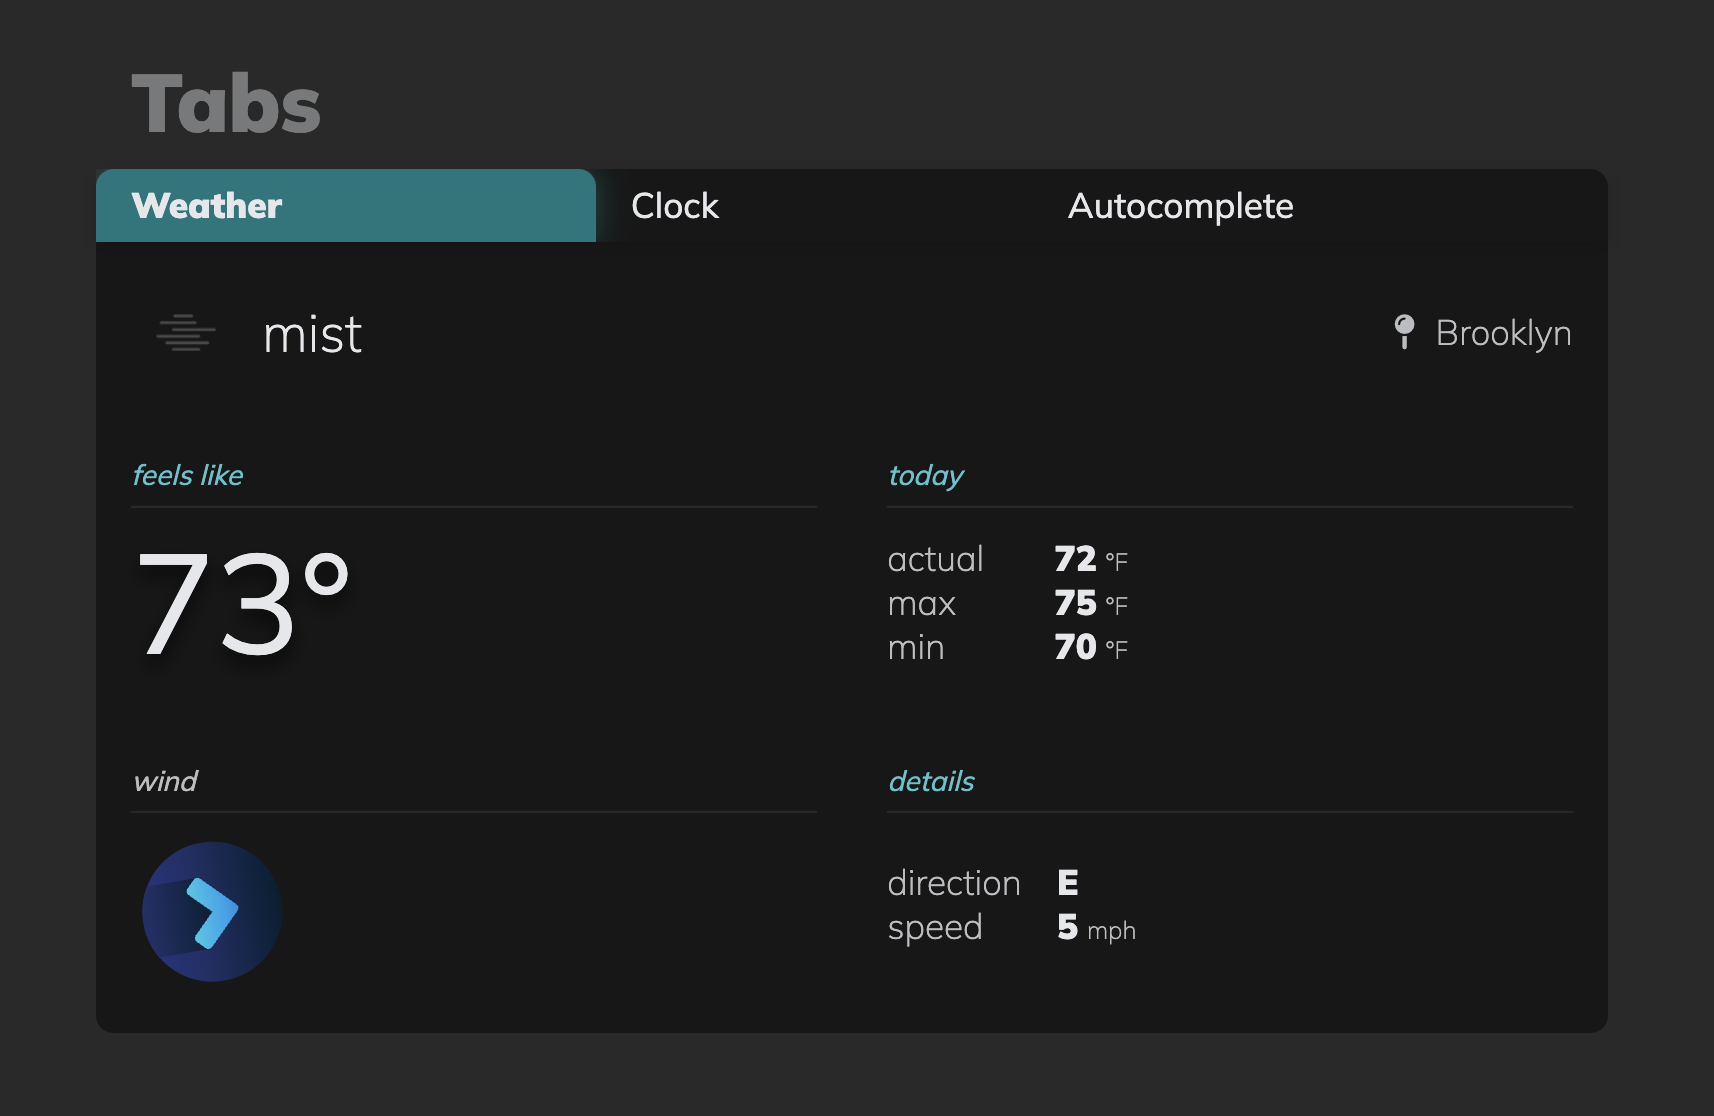 Tabs
Weather Clock Autocomplete
mist
Brooklyn
feels like
73°
today
actual 72 °F
max 75 °F
min 70 °F
wind
details
direction E
speed 5 mph